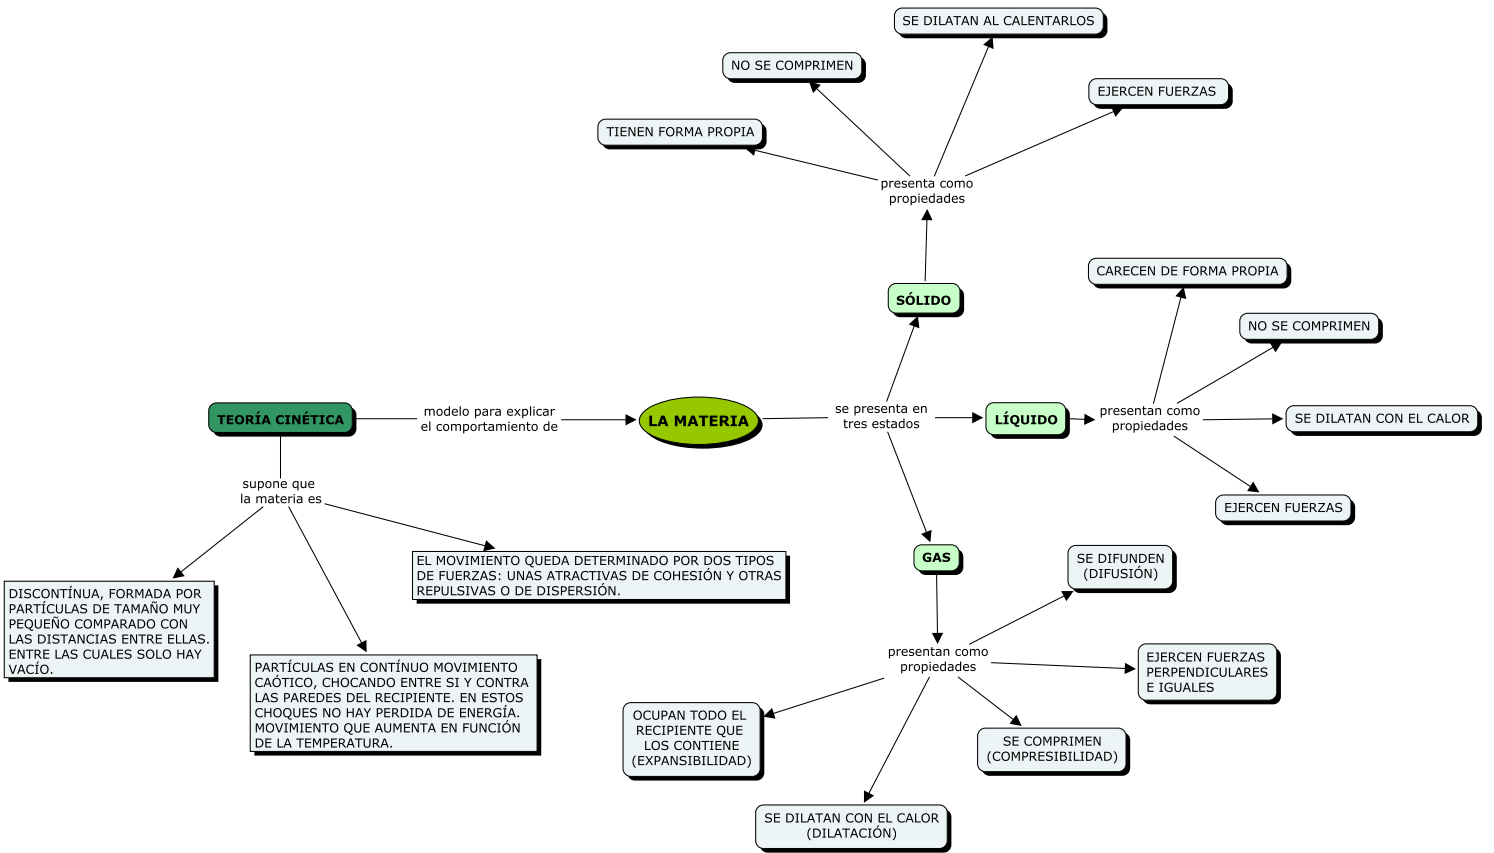 SE DILATAN AL CALENTARLOS
NO SE COMPRIMEN
EJERCEN FUERZAS
TIENEN FORMA PROPIA
presenta como
propiedades
SÓLIDO
CARECEN DE FORMA PROPIA
NO SE COMPRIMEN
TEORÍA CINÉTICA
modelo para explicar
el comportamiento de
LA MATERIA
se presenta en
tres estados
LÍQUIDO
presentan como
propiedades
SE DILATAN CON EL CALOR
EJERCEN FUERZAS
supone que
la materia es
DISCONTÍNUA, FORMADA POR
PARTÍCULAS DE TAMAÑO MUY
PEQUEÑO COMPARADO CON
LAS DISTANCIAS ENTRE ELLAS.
ENTRE LAS CUALES SOLO HAY
VACÍO.
PARTÍCULAS EN CONTÍNUO MOVIMIENTO
CAÓTICO, CHOCANDO ENTRE SI Y CONTRA
LAS PAREDES DEL RECIPIENTE. EN ESTOS
CHOQUES NO HAY PERDIDA DE ENERGÍA.
MOVIMIENTO QUE AUMENTA EN FUNCIÓN
DE LA TEMPERATURA.
EL MOVIMIENTO QUEDA DETERMINADO POR DOS TIPOS
DE FUERZAS: UNAS ATRACTIVAS DE COHESIÓN Y OTRAS
REPULSIVAS O DE DISPERSIÓN.
GAS
presentan como
propiedades
SE DIFUNDEN
(DIFUSIÓN)
EJERCEN FUERZAS
PERPENDICULARES
E IGUALES
SE COMPRIMEN
(COMPRESIBILIDAD)
OCUPAN TODO EL
RECIPIENTE QUE
LOS CONTIENE
(EXPANSIBILIDAD)
SE DILATAN CON EL CALOR
(DILATACIÓN)